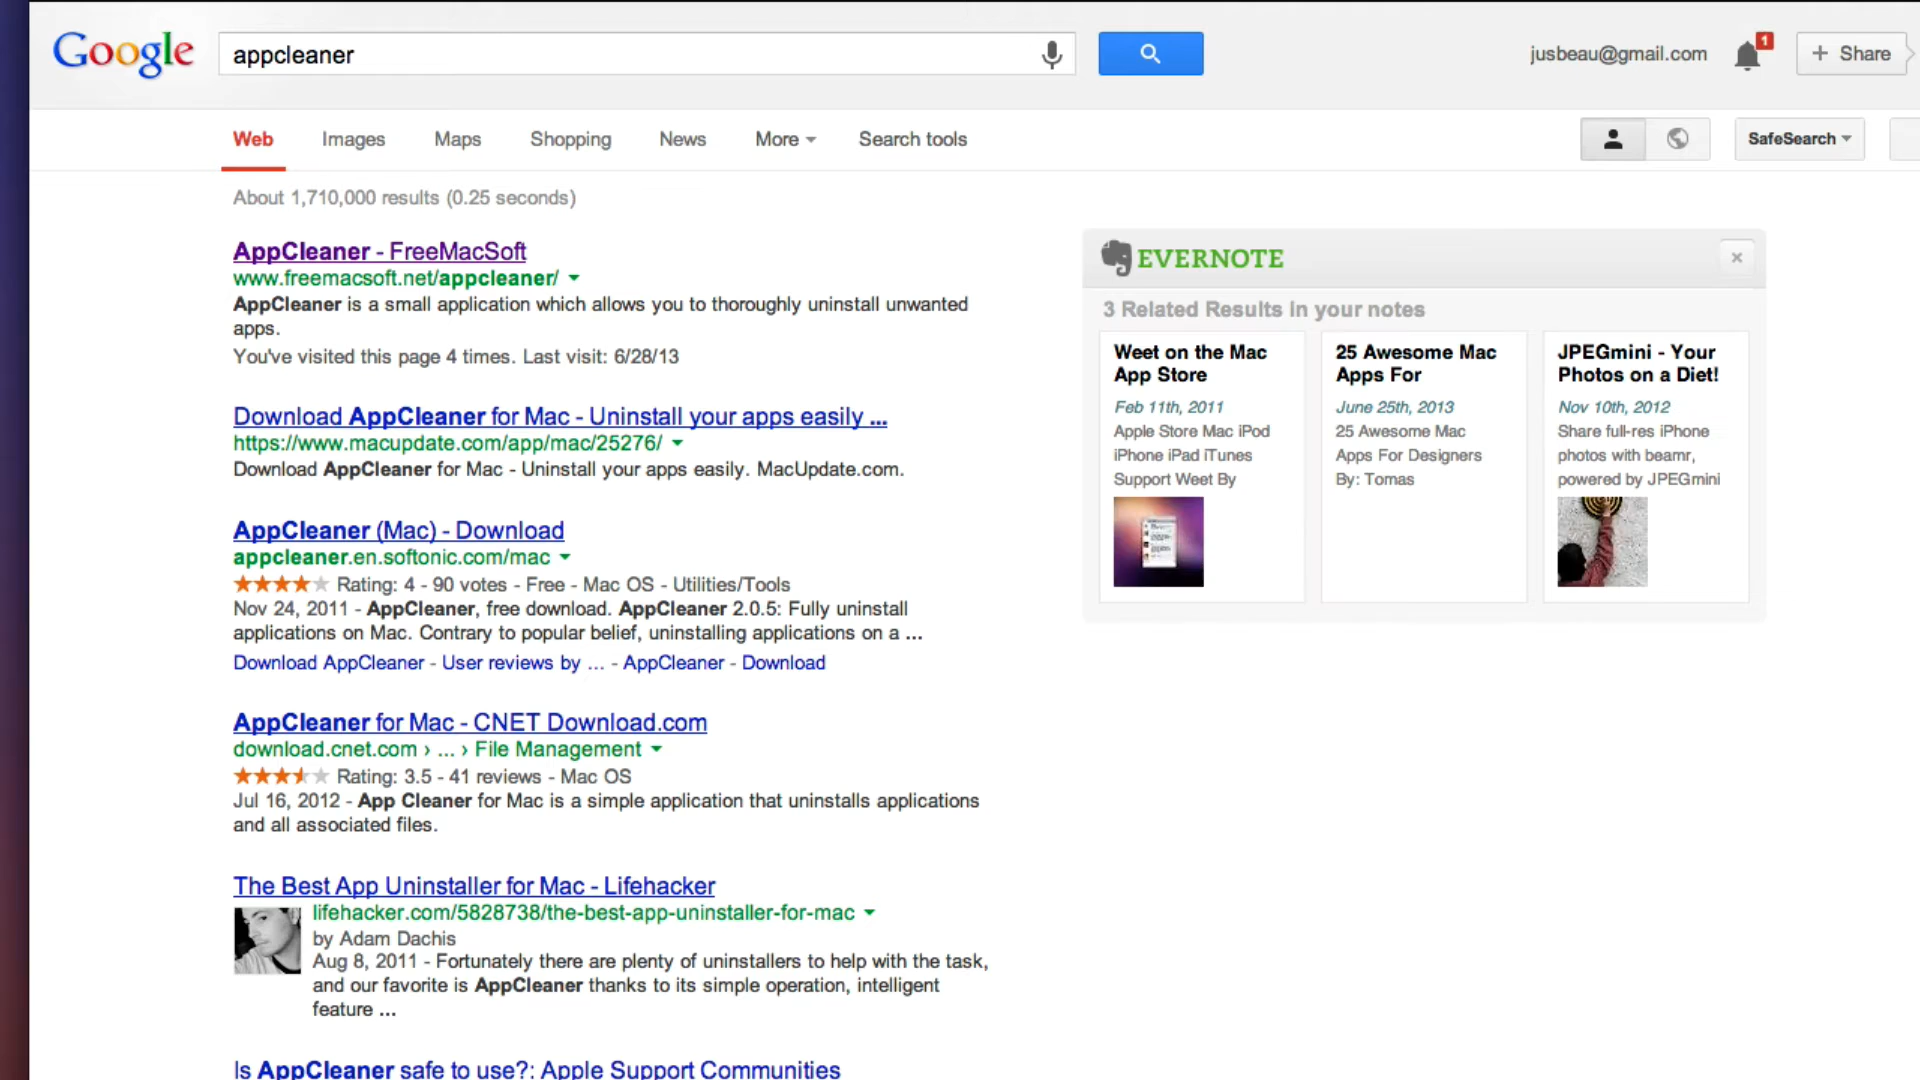 Google
appcleaner
jusbeau@gmail.com
1
+ Share
Web Images Maps Shopping News More Search tools
SafeSearch
About 1,710,000 results (0.25 seconds)
AppCleaner - FreeMacSoft
www.freemacsoft.net/appcleaner/
AppCleaner is a small application which allows you to thoroughly uninstall unwanted
apps.
You've visited this page 4 times. Last visit: 6/28/13
Download AppCleaner for Mac - Uninstall your apps easily ...
https://www.macupdate.com/app/mac/25276/
Download AppCleaner for Mac - Uninstall your apps easily. MacUpdate.com.
AppCleaner (Mac) - Download
appcleaner.en.softonic.com/mac
Rating: 4 - 90 votes - Free - Mac OS - Utilities/Tools
Nov 24, 2011 - AppCleaner, free download. AppCleaner 2.0.5: Fully uninstall
applications on Mac. Contrary to popular belief, uninstalling applications on a ...
Download AppCleaner - User reviews by ... - AppCleaner - Download
AppCleaner for Mac - CNET Download.com
download.cnet.com › ... › File Management
Rating: 3.5 - 41 reviews - Mac OS
Jul 16, 2012 - App Cleaner for Mac is a simple application that uninstalls applications
and all associated files.
The Best App Uninstaller for Mac - Lifehacker
lifehacker.com/5828738/the-best-app-uninstaller-for-mac
by Adam Dachis
Aug 8, 2011 - Fortunately there are plenty of uninstallers to help with the task,
and our favorite is AppCleaner thanks to its simple operation, intelligent
feature ...
Is AppCleaner safe to use?: Apple Support Communities
EVERNOTE
3 Related Results in your notes
Weet on the Mac
App Store
Feb 11th, 2011
Apple Store Mac iPod
iPhone iPad iTunes
Support Weet By
25 Awesome Mac
Apps For
June 25th, 2013
25 Awesome Mac
Apps For Designers
By: Tomas
JPEGmini - Your
Photos on a Diet!
Nov 10th, 2012
Share full-res iPhone
photos with beamr,
powered by JPEGmini